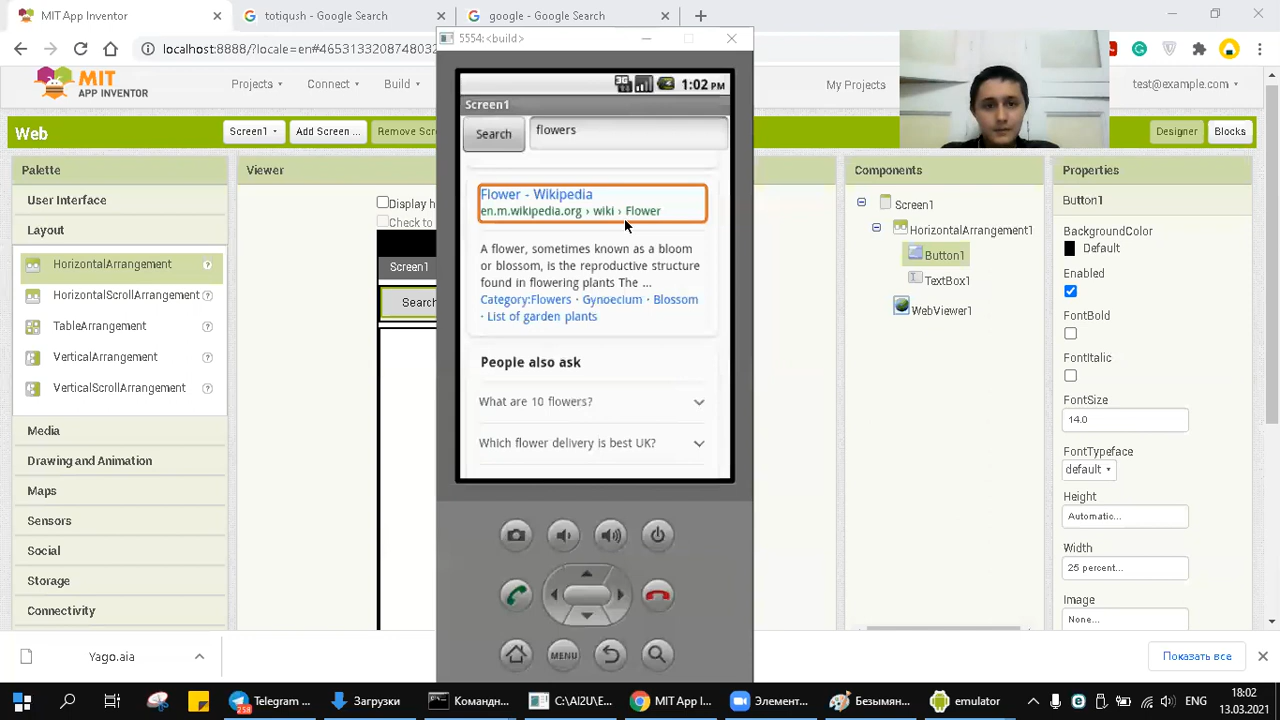 MIT App Inventor
totiqush - Google Search
google - Google Search
localhost:8888/?locale=en#4653133208748032
5554:<build>
MIT
APP INVENTOR
Projects
Connect
Build
My Projects
test@example.com
Web
Screen1
Add Screen ...
Remove Scre
Designer
Blocks
Palette
Viewer
Components
Properties
User Interface
Layout
HorizontalArrangement
HorizontalScrollArrangement
TableArrangement
VerticalArrangement
VerticalScrollArrangement
Media
Drawing and Animation
Maps
Sensors
Social
Storage
Connectivity
Display h
Check to
Screen1
Search
3G
1:02 PM
Screen1
Search
flowers
Flower - Wikipedia
en.m.wikipedia.org › wiki › Flower
A flower, sometimes known as a bloom
or blossom, is the reproductive structure
found in flowering plants The ...
Category:Flowers · Gynoecium · Blossom
· List of garden plants
People also ask
What are 10 flowers?
Which flower delivery is best UK?
MENU
Screen1
HorizontalArrangement1
Button1
TextBox1
WebViewer1
Button1
BackgroundColor
Default
Enabled
FontBold
FontItalic
FontSize
14.0
FontTypeface
default
Height
Automatic...
Width
25 percent...
Image
None...
Yago.aia
Показать все
Telegram ...
258
Загрузки
Команд...
C:\AI2U\E...
MIT App I...
Элемент...
Безымян...
emulator
18:02
13.03.2021